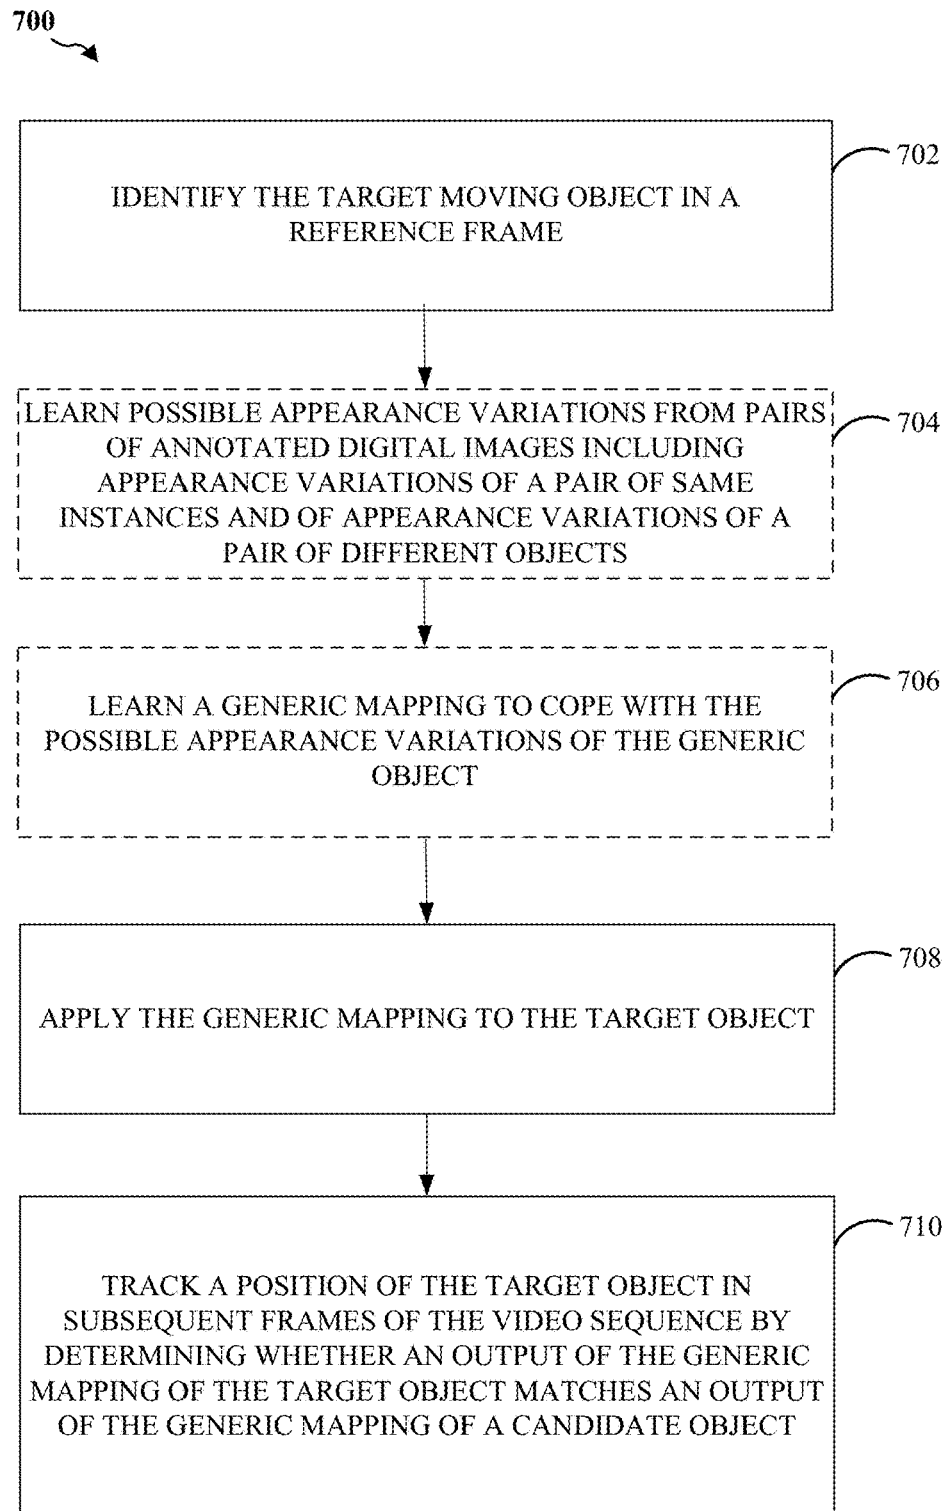 700
702
IDENTIFY THE TARGET MOVING OBJECT IN A
REFERENCE FRAME
704
LEARN POSSIBLE APPEARANCE VARIATIONS FROM PAIRS
OF ANNOTATED DIGITAL IMAGES INCLUDING
APPEARANCE VARIATIONS OF A PAIR OF SAME
INSTANCES AND OF APPEARANCE VARIATIONS OF A
PAIR OF DIFFERENT OBJECTS
706
LEARN A GENERIC MAPPING TO COPE WITH THE
POSSIBLE APPEARANCE VARIATIONS OF THE GENERIC
OBJECT
708
APPLY THE GENERIC MAPPING TO THE TARGET OBJECT
710
TRACK A POSITION OF THE TARGET OBJECT IN
SUBSEQUENT FRAMES OF THE VIDEO SEQUENCE BY
DETERMINING WHETHER AN OUTPUT OF THE GENERIC
MAPPING OF THE TARGET OBJECT MATCHES AN OUTPUT
OF THE GENERIC MAPPING OF A CANDIDATE OBJECT